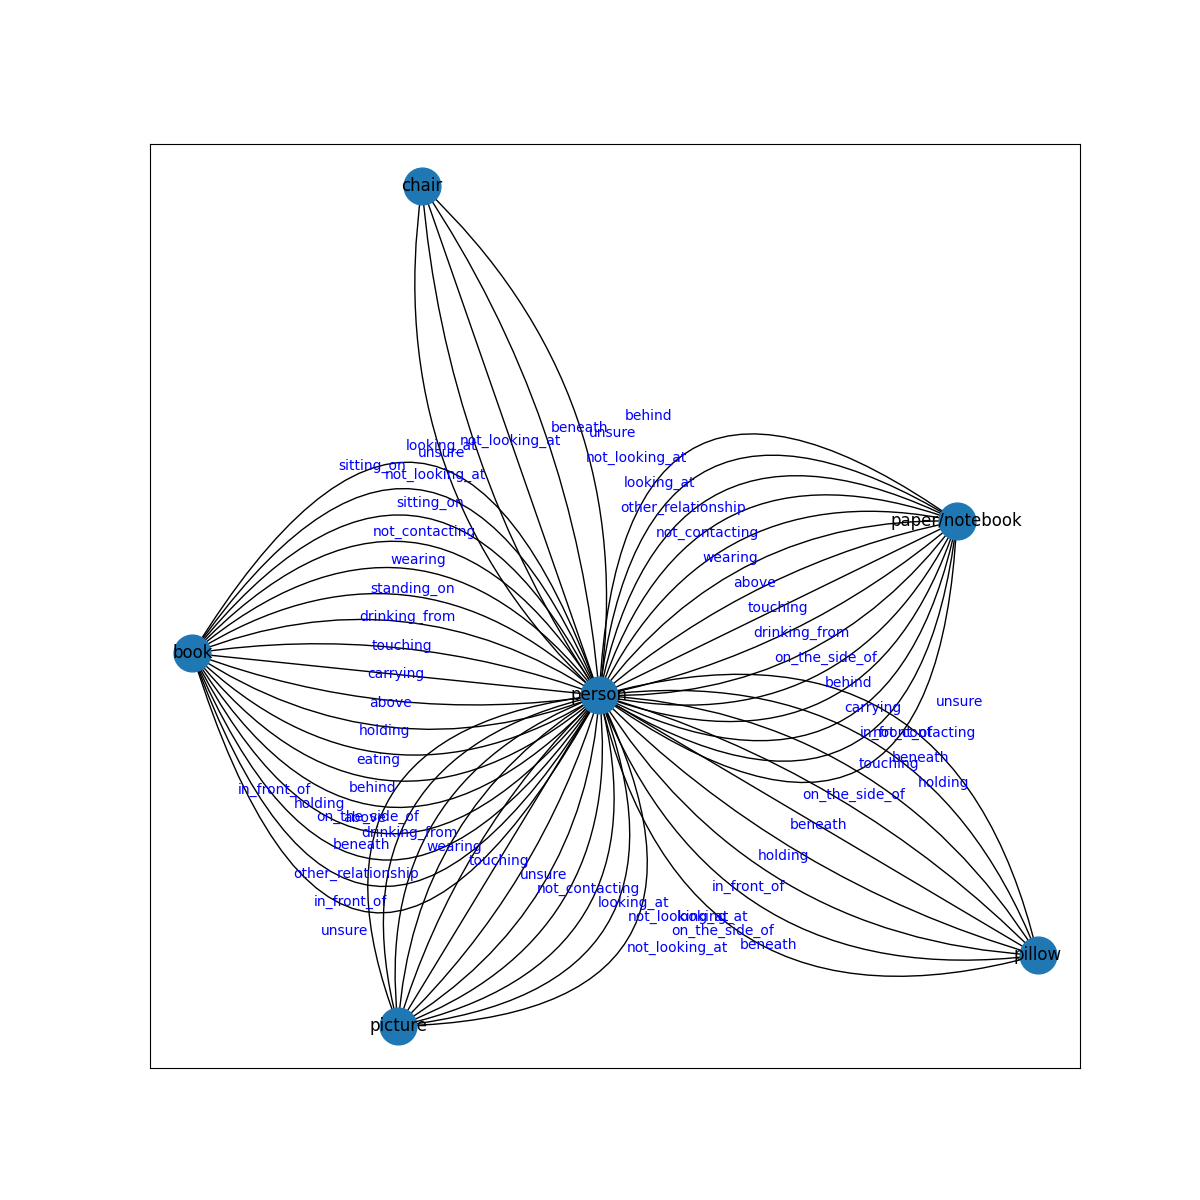 chair
behind
beneath
unsure
not_looking_at
looking_at
unsure
not_looking_at
sitting_on
not_looking_at
looking_at
sitting_on
other_relationship
paper/notebook
not_contacting
not_contacting
wearing
wearing
above
standing_on
touching
drinking_from
drinking_from
touching
on_the_side_of
book
carrying
behind
person
above
unsure
carrying
holding
in_front_of
not_contacting
eating
beneath
touching
behind
holding
in_front_of
on_the_side_of
holding
on_the_side_of
above
beneath
drinking_from
beneath
wearing
holding
touching
other_relationship
unsure
in_front_of
not_contacting
in_front_of
looking_at
not_looking_at
looking_at
unsure
on_the_side_of
not_looking_at
beneath
pillow
picture